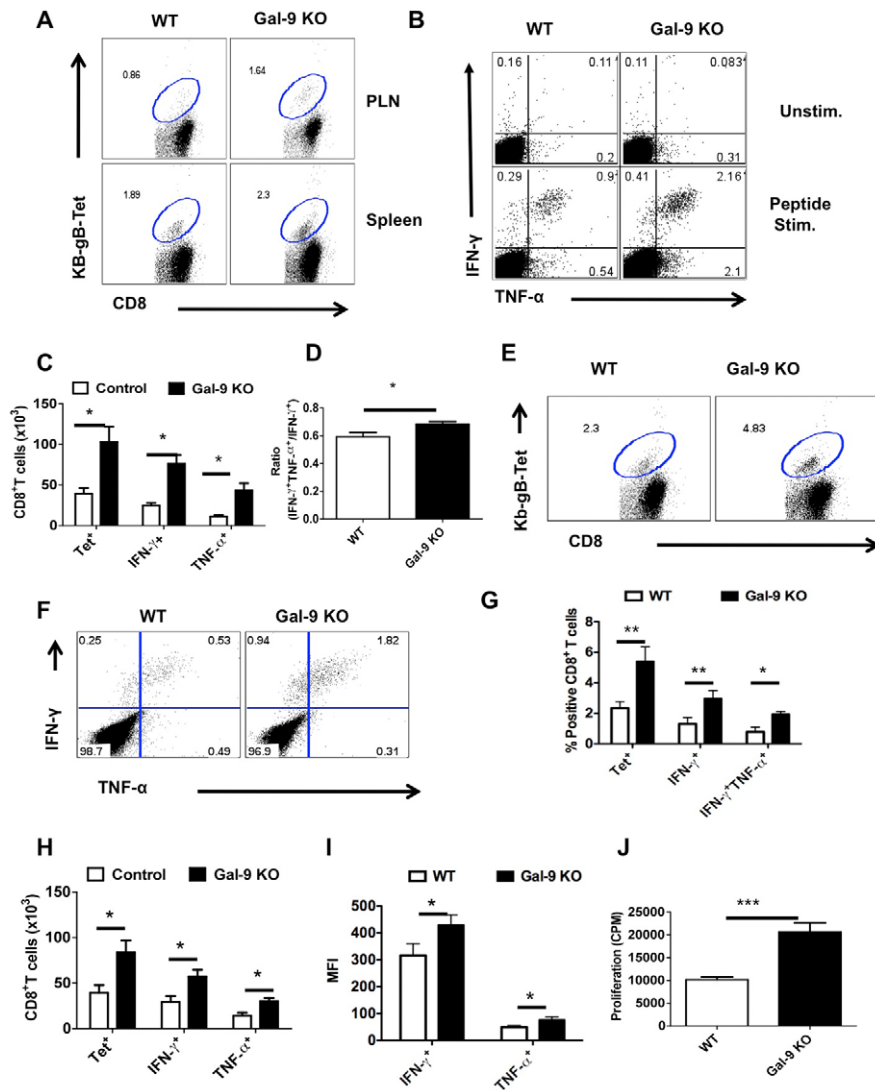 A
WT
Gal-9 KO
0.86
1.64
PLN
1.89
2.3
Spleen
KB-gB-Tet
CD8
B
WT
Gal-9 KO
0.16
0.11
0.11
0.083
Unstim.
0.2
0.31
0.29
0.9
0.41
2.16
Peptide
Stim.
0.54
2.1
IFN-γ
TNF-α
C
Control
Gal-9 KO
150
100
50
0
CD8+T cells (x10³)
*
*
*
Tet+
IFN-γ+
TNF-α+
D
*
0.8
0.6
0.4
0.2
0.0
Ratio
(IFN-γ+TNF-α+/IFN-γ+)
WT
Gal-9 KO
E
WT
Gal-9 KO
2.3
4.83
Kb-gB-Tet
CD8
F
WT
Gal-9 KO
0.25
0.53
0.94
1.82
98.7
0.49
96.9
0.31
IFN-γ
TNF-α
G
WT
Gal-9 KO
8
6
4
2
0
% Positive CD8+ T cells
**
**
*
Tet+
IFN-γ+
IFN-γ+TNF-α+
H
Control
Gal-9 KO
150
100
50
0
CD8+T cells (x10³)
*
*
*
Tet+
IFN-γ+
TNF-α+
I
WT
Gal-9 KO
500
400
300
200
100
0
MFI
*
*
IFN-γ+
TNF-α+
J
25000
20000
15000
10000
5000
0
Proliferation (CPM)
***
WT
Gal-9 KO